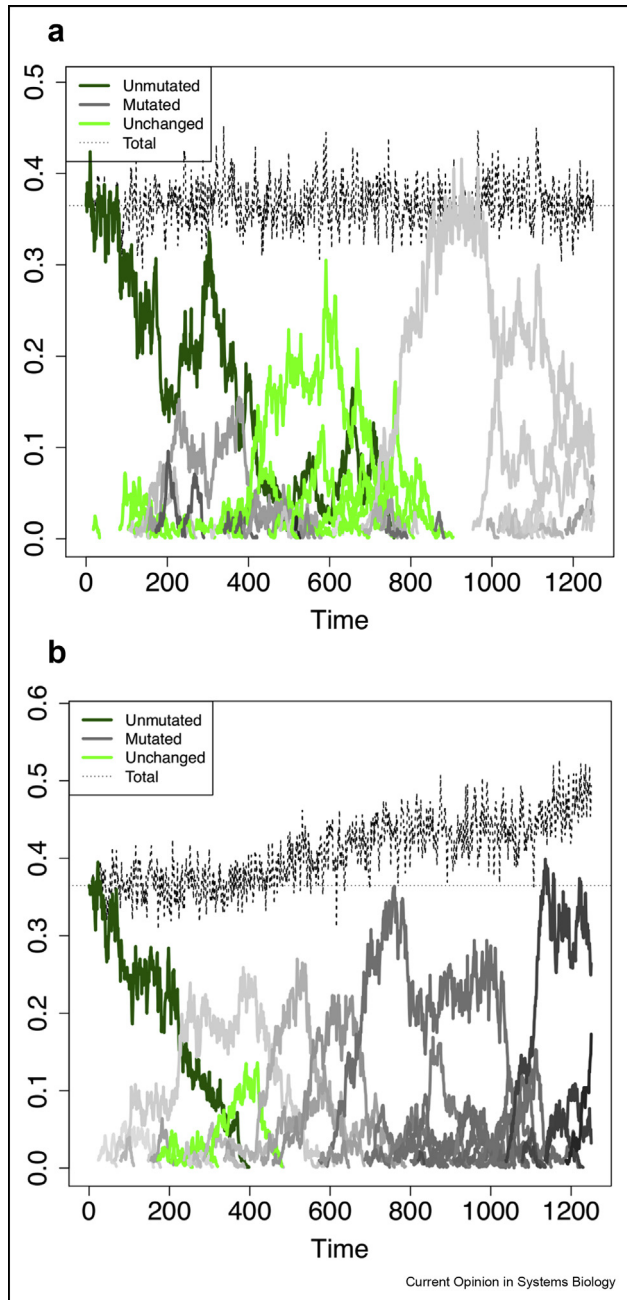 a
0.5
0.4
0.3
0.2
0.1
0.0
Unmutated
Mutated
Unchanged
Total
0 200 400 600 800 1000 1200
Time
b
0.6
0.5
0.4
0.3
0.2
0.1
0.0
Unmutated
Mutated
Unchanged
Total
0 200 400 600 800 1000 1200
Time
Current Opinion in Systems Biology